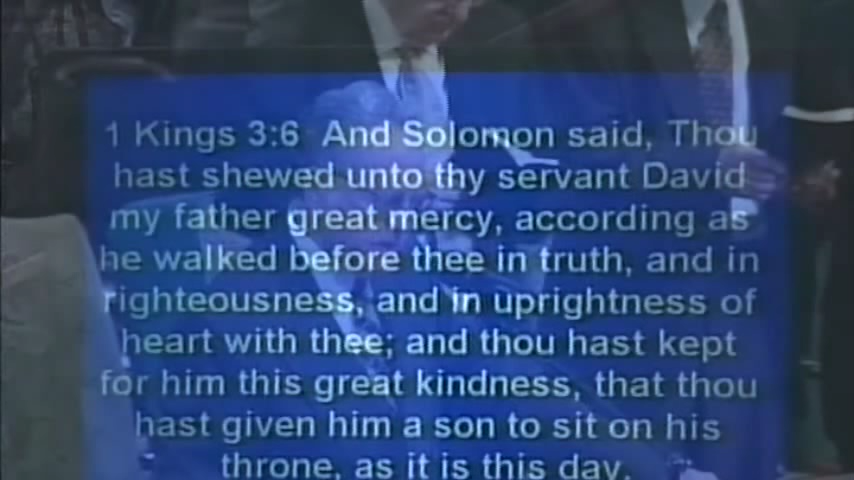 1 Kings 3:6 And Solomon said, Thou
hast shewed unto thy servant David
my father great mercy, according as
he walked before thee in truth, and in
righteousness, and in uprightness of
heart with thee; and thou hast kept
for him this great kindness, that thou
hast given him a son to sit on his
throne, as it is this day.